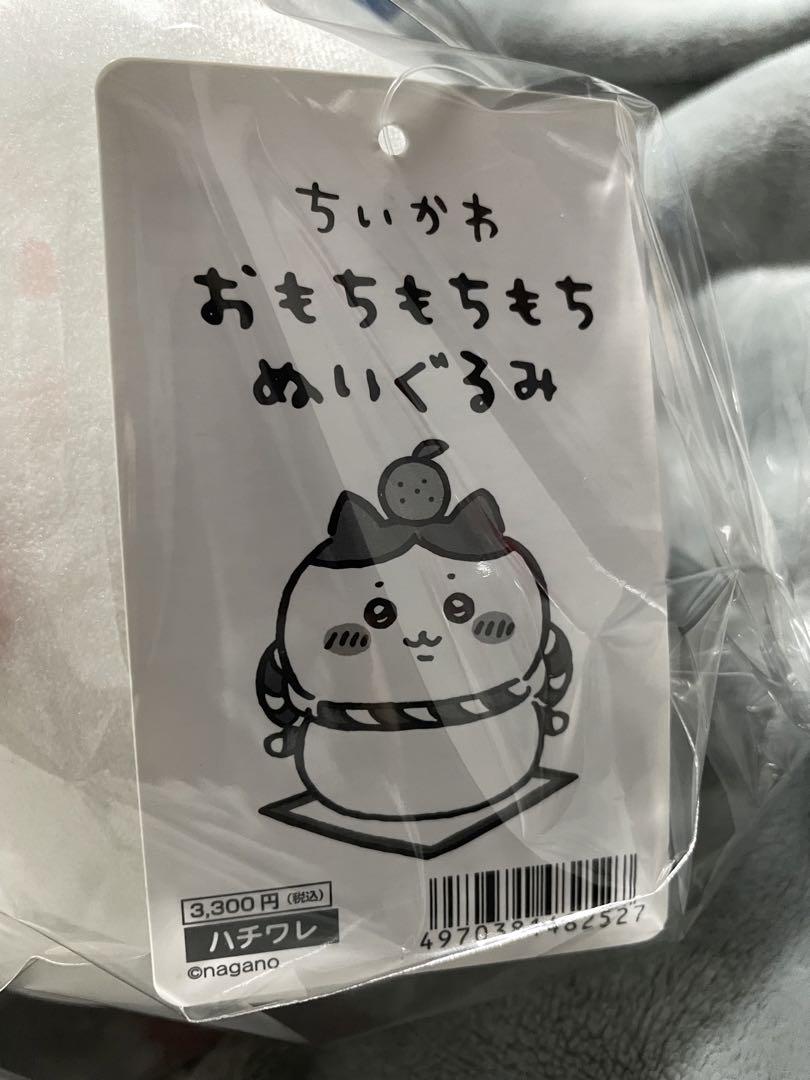 ちいかわ
おもちもちもち
ぬいぐるみ
3,300円(税込)
ハチワレ
©nagano
4970381482527